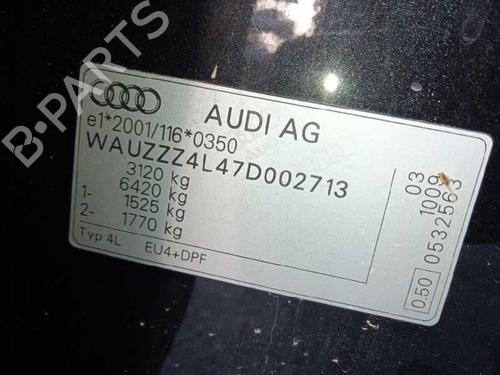 B-PARTS
AUDI AG
e1*2001/116*0350
WAUZZZ4L47D002713
3120 kg
6420 kg
1- 1525 kg
2- 1770 kg
Typ 4L EU4+DPF
03
1009
0532563
0.50